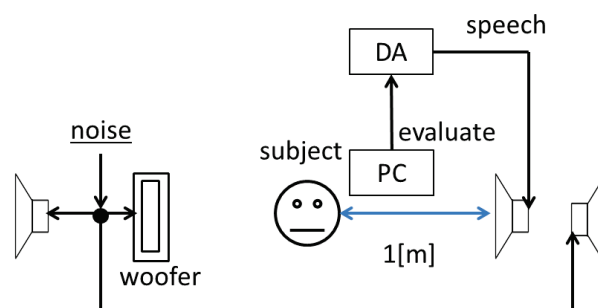 speech
DA
noise
evaluate
subject
PC
1[m]
woofer